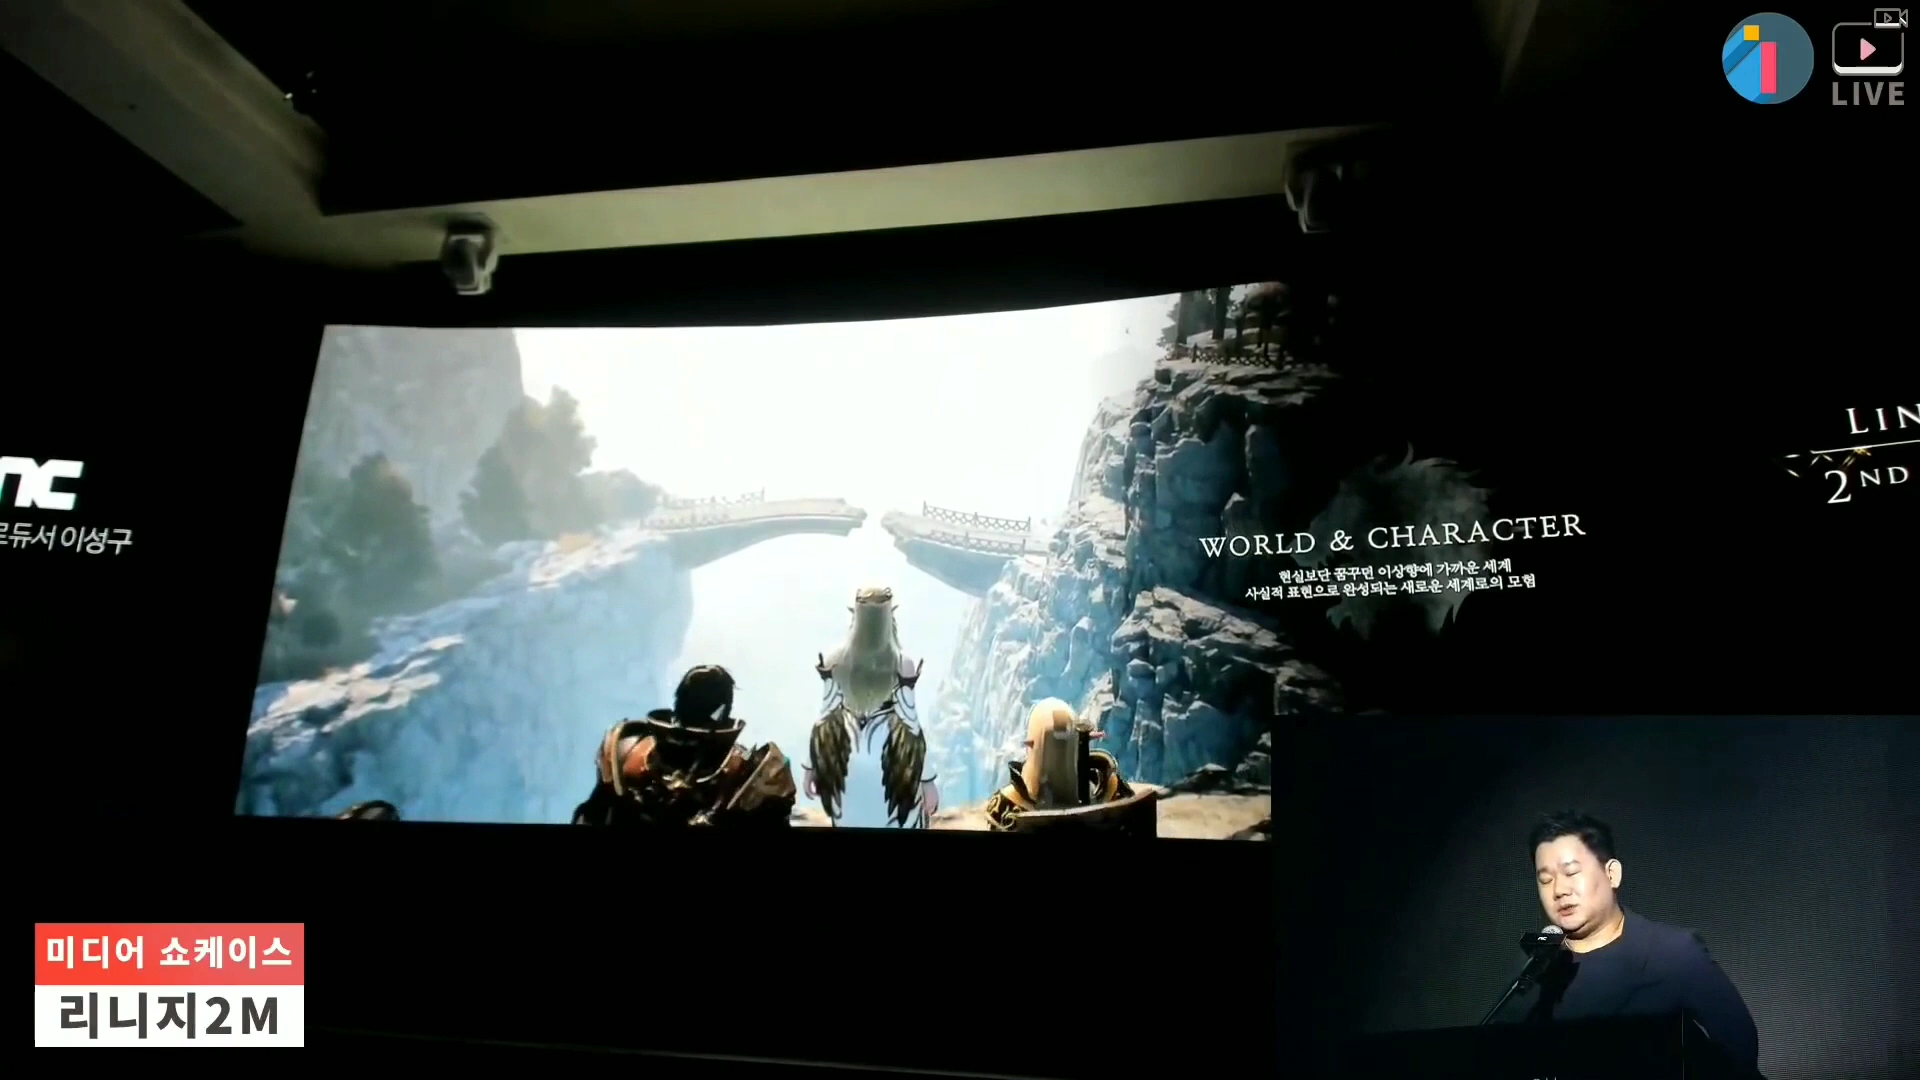 LIVE
LIN
2ND
nc
로듀서 이성구
WORLD & CHARACTER
현실보단 꿈꾸던 이상향에 가까운 세계
사실적 표현으로 완성되는 새로운 세계로의 모험
미디어 쇼케이스
리니지2M